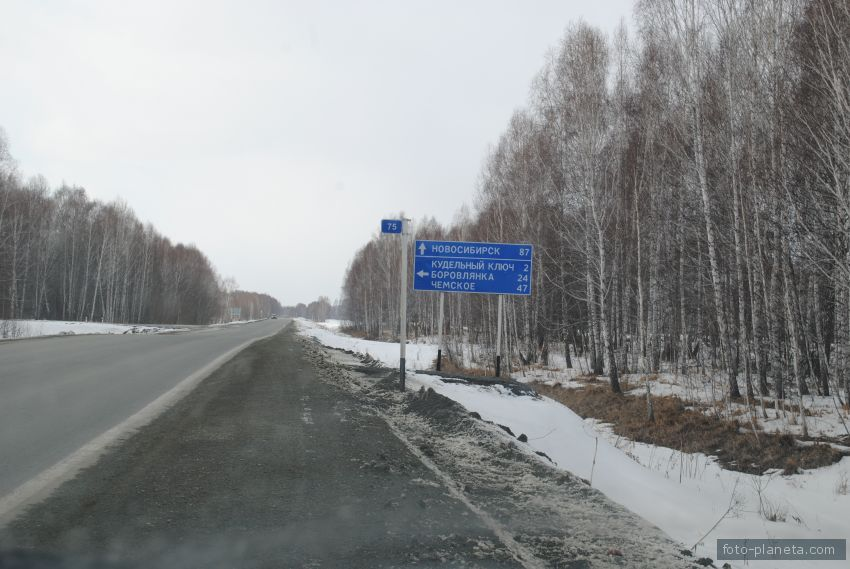 75
НОВОСИБИРСК 87
КУДЕЛЬНЫЙ КЛЮЧ 2
БОРОВЛЯНКА 24
ЧЕМСКОЕ 47
foto-planeta.com